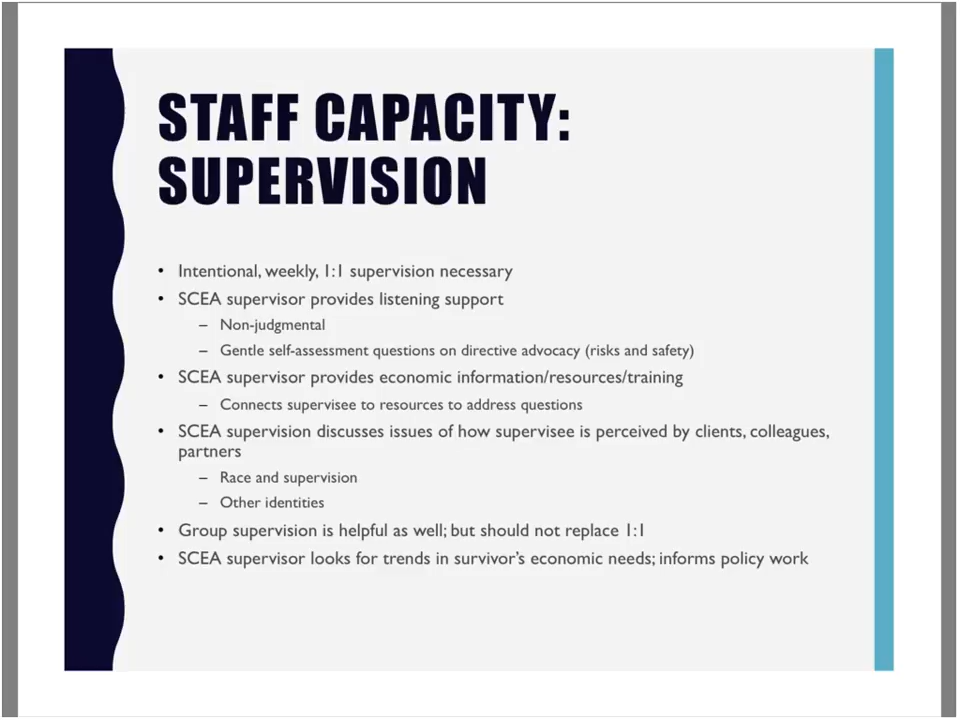 STAFF CAPACITY:
SUPERVISION
• Intentional, weekly, 1:1 supervision necessary
• SCEA supervisor provides listening support
– Non-judgmental
– Gentle self-assessment questions on directive advocacy (risks and safety)
• SCEA supervisor provides economic information/resources/training
– Connects supervisee to resources to address questions
• SCEA supervision discusses issues of how supervisee is perceived by clients, colleagues,
partners
– Race and supervision
– Other identities
• Group supervision is helpful as well; but should not replace 1:1
• SCEA supervisor looks for trends in survivor's economic needs; informs policy work